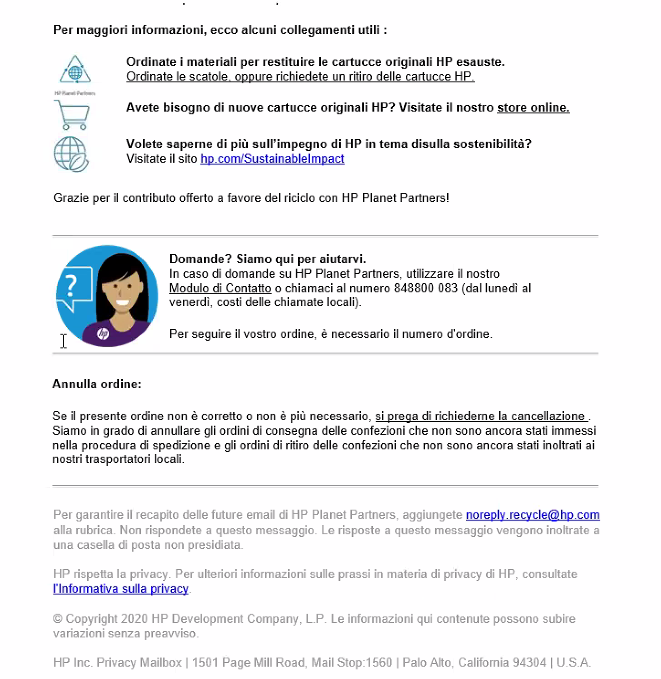 Per maggiori informazioni, ecco alcuni collegamenti utili :
Ordinate i materiali per restituire le cartucce originali HP esauste.
Ordinate le scatole, oppure richiedete un ritiro delle cartucce HP.
HP Planet Partners
Avete bisogno di nuove cartucce originali HP? Visitate il nostro store online.
Volete saperne di più sull'impegno di HP in tema disulla sostenibilità?
Visitate il sito hp.com/SustainableImpact
Grazie per il contributo offerto a favore del riciclo con HP Planet Partners!
Domande? Siamo qui per aiutarvi.
In caso di domande su HP Planet Partners, utilizzare il nostro
Modulo di Contatto o chiamaci al numero 848800 083 (dal lunedì al
venerdì, costi delle chiamate locali).
?
hp
Per seguire il vostro ordine, è necessario il numero d'ordine.
Annulla ordine:
Se il presente ordine non è corretto o non è più necessario, si prega di richiederne la cancellazione .
Siamo in grado di annullare gli ordini di consegna delle confezioni che non sono ancora stati immessi
nella procedura di spedizione e gli ordini di ritiro delle confezioni che non sono ancora stati inoltrati ai
nostri trasportatori locali.
Per garantire il recapito delle future email di HP Planet Partners, aggiungete noreply.recycle@hp.com
alla rubrica. Non rispondete a questo messaggio. Le risposte a questo messaggio vengono inoltrate a
una casella di posta non presidiata.
HP rispetta la privacy. Per ulteriori informazioni sulle prassi in materia di privacy di HP, consultate
l'Informativa sulla privacy.
© Copyright 2020 HP Development Company, L.P. Le informazioni qui contenute possono subire
variazioni senza preavviso.
HP Inc. Privacy Mailbox | 1501 Page Mill Road, Mail Stop:1560 | Palo Alto, California 94304 | U.S.A.